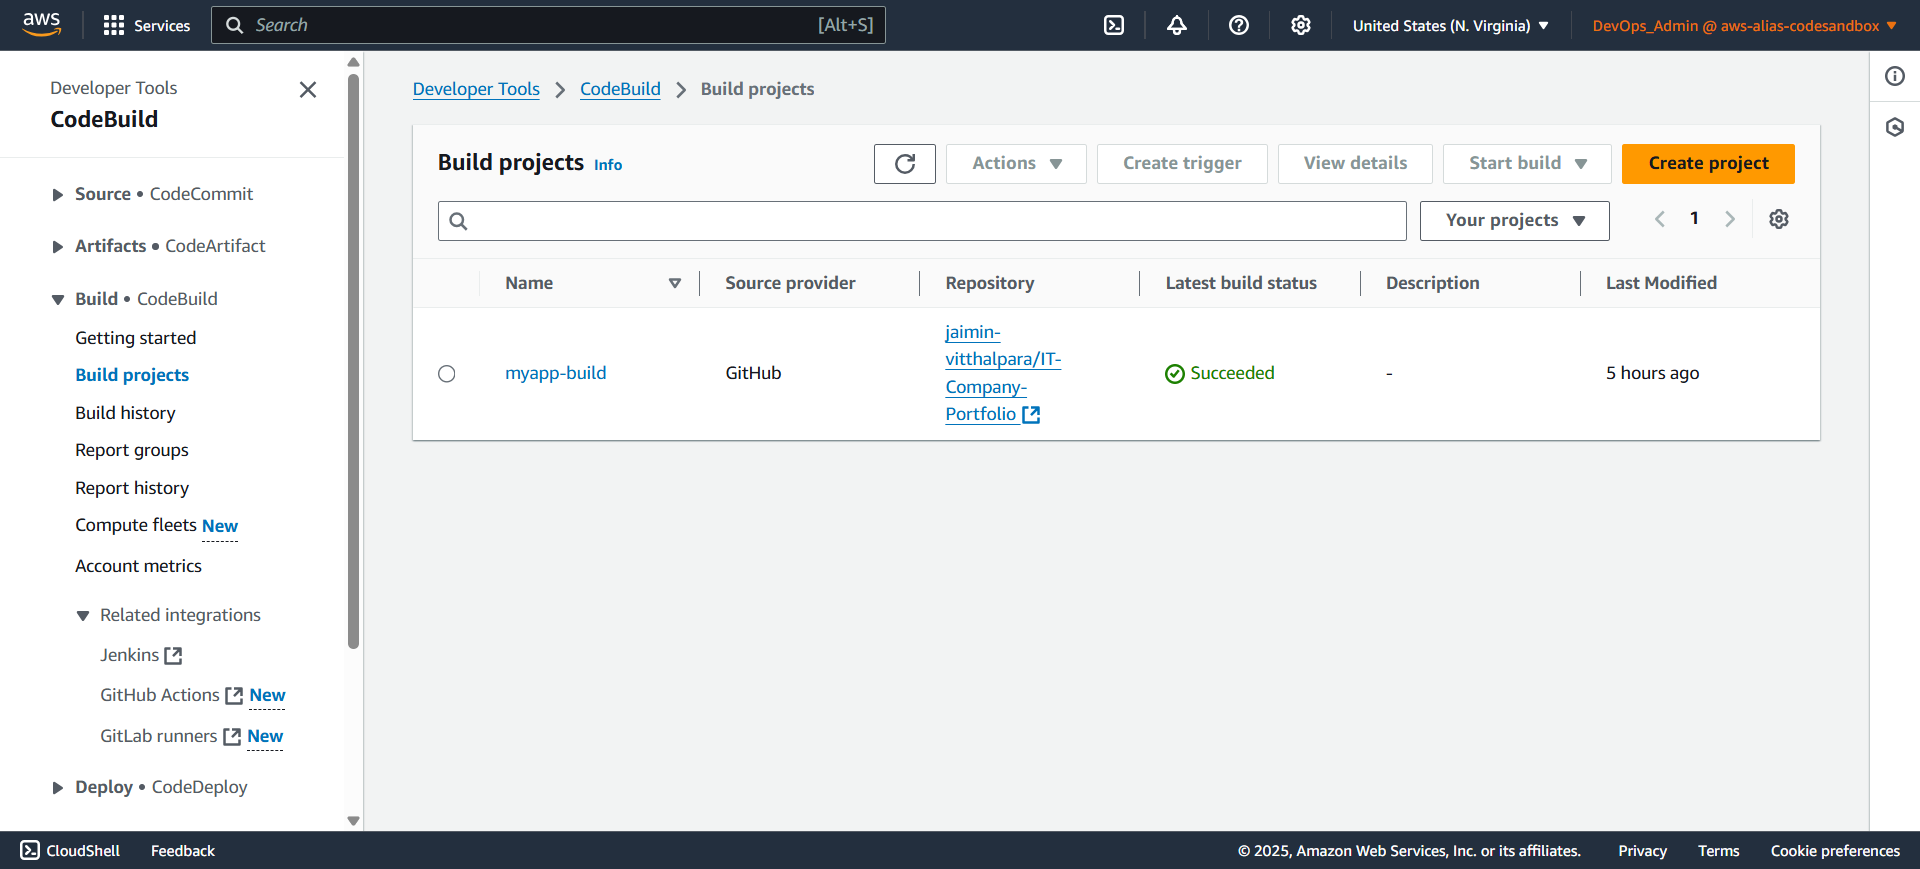 aws
Services
Search
[Alt+S]
United States (N. Virginia)
DevOps_Admin @ aws-alias-codesandbox
Developer Tools
CodeBuild
Source • CodeCommit
Artifacts • CodeArtifact
Build • CodeBuild
Getting started
Build projects
Build history
Report groups
Report history
Compute fleets New
Account metrics
Related integrations
Jenkins
GitHub Actions New
GitLab runners New
Deploy • CodeDeploy
Developer Tools > CodeBuild > Build projects
Build projects Info
Actions
Create trigger
View details
Start build
Create project
Your projects
1
Name
Source provider
Repository
Latest build status
Description
Last Modified
myapp-build
GitHub
jaimin-
vitthalpara/IT-
Company-
Portfolio
Succeeded
-
5 hours ago
CloudShell
Feedback
© 2025, Amazon Web Services, Inc. or its affiliates.
Privacy
Terms
Cookie preferences